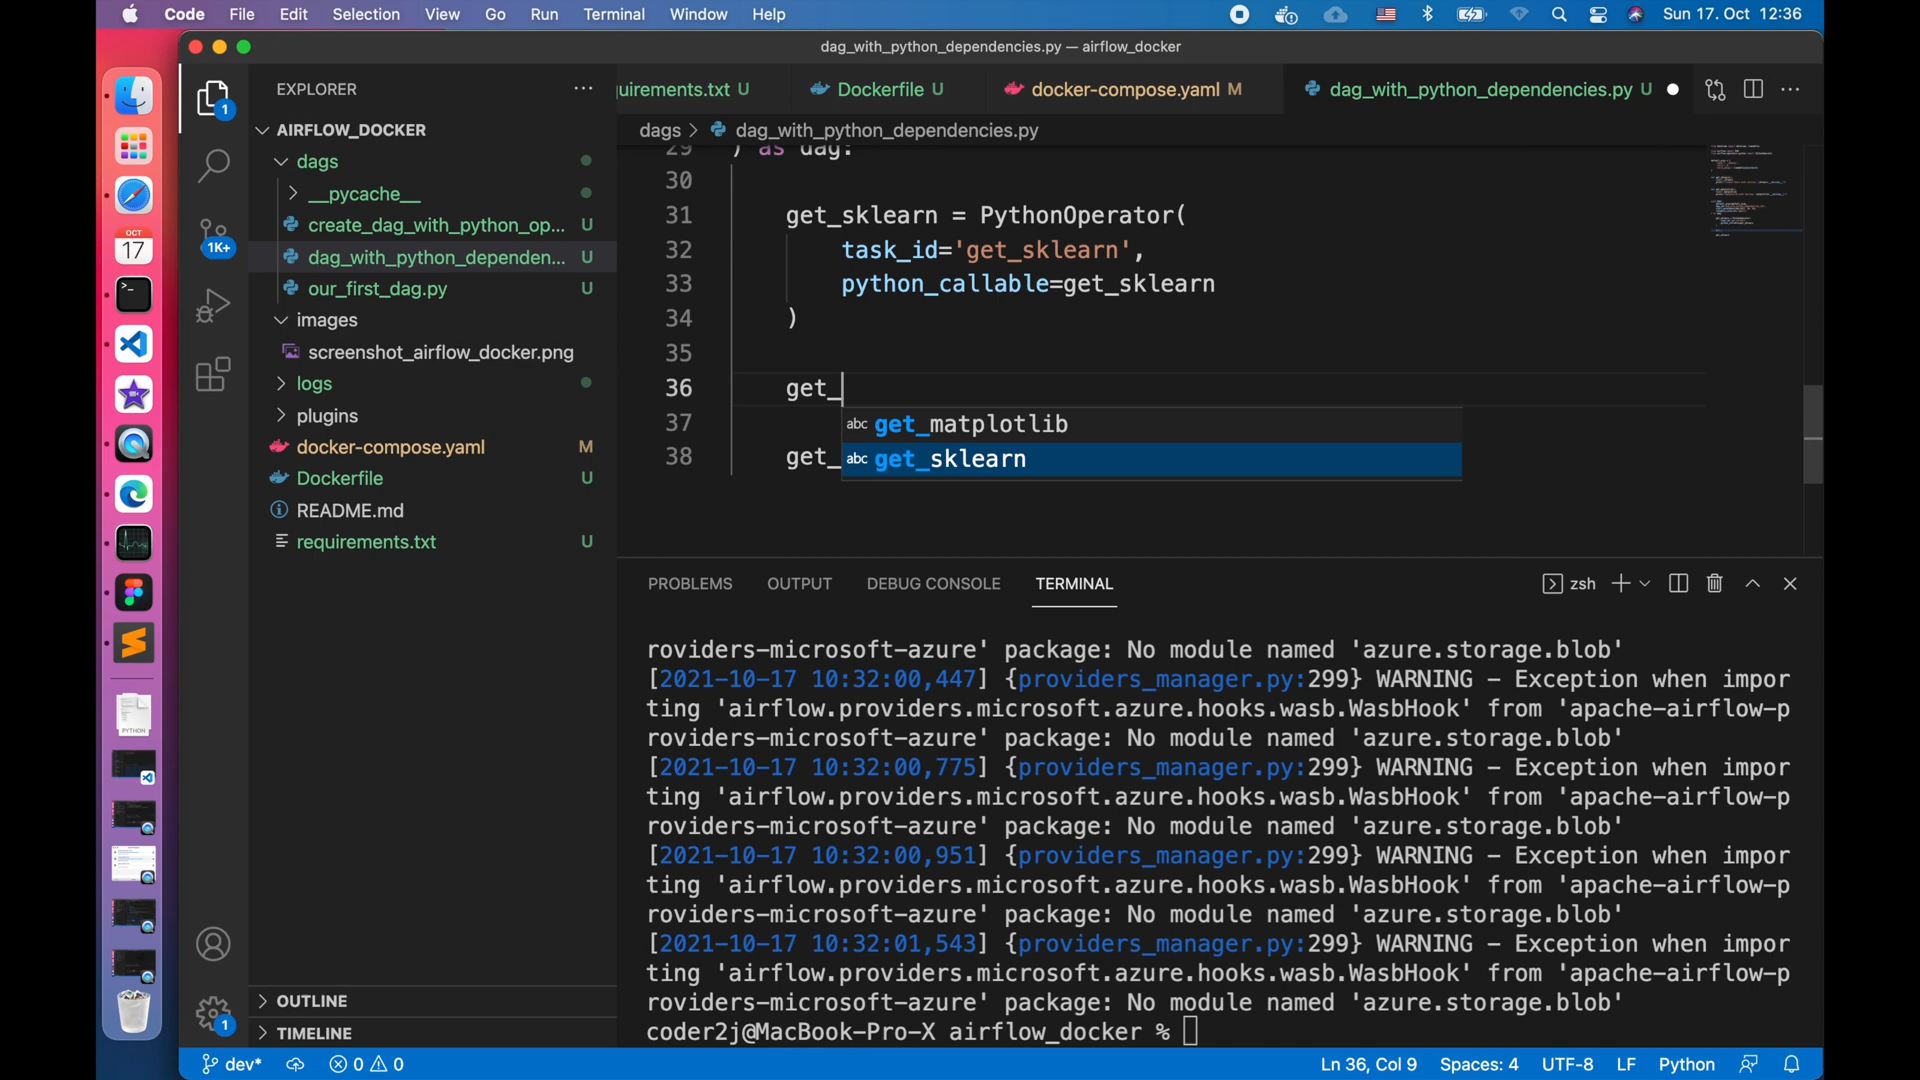 Code File Edit Selection View Go Run Terminal Window Help Sun 17. Oct 12:36
dag_with_python_dependencies.py — airflow_docker
EXPLORER ···
uirements.txt U Dockerfile U docker-compose.yaml M dag_with_python_dependencies.py U
dags > dag_with_python_dependencies.py
AIRFLOW_DOCKER
dags
__pycache__
create_dag_with_python_op... U
dag_with_python_dependen... U
our_first_dag.py U
images
screenshot_airflow_docker.png
logs
plugins
docker-compose.yaml M
Dockerfile U
README.md
requirements.txt U
OUTLINE
TIMELINE
1
1K+
1
OCT
17
PYTHON
29 ) as dag:
30
31 get_sklearn = PythonOperator(
32 task_id='get_sklearn',
33 python_callable=get_sklearn
34 )
35
36 get_
37 abc get_matplotlib
38 get_ abc get_sklearn
PROBLEMS OUTPUT DEBUG CONSOLE TERMINAL zsh
roviders-microsoft-azure' package: No module named 'azure.storage.blob'
[2021-10-17 10:32:00,447] {providers_manager.py:299} WARNING - Exception when impor
ting 'airflow.providers.microsoft.azure.hooks.wasb.WasbHook' from 'apache-airflow-p
roviders-microsoft-azure' package: No module named 'azure.storage.blob'
[2021-10-17 10:32:00,775] {providers_manager.py:299} WARNING - Exception when impor
ting 'airflow.providers.microsoft.azure.hooks.wasb.WasbHook' from 'apache-airflow-p
roviders-microsoft-azure' package: No module named 'azure.storage.blob'
[2021-10-17 10:32:00,951] {providers_manager.py:299} WARNING - Exception when impor
ting 'airflow.providers.microsoft.azure.hooks.wasb.WasbHook' from 'apache-airflow-p
roviders-microsoft-azure' package: No module named 'azure.storage.blob'
[2021-10-17 10:32:01,543] {providers_manager.py:299} WARNING - Exception when impor
ting 'airflow.providers.microsoft.azure.hooks.wasb.WasbHook' from 'apache-airflow-p
roviders-microsoft-azure' package: No module named 'azure.storage.blob'
coder2j@MacBook-Pro-X airflow_docker %
dev* 0 0 Ln 36, Col 9 Spaces: 4 UTF-8 LF Python